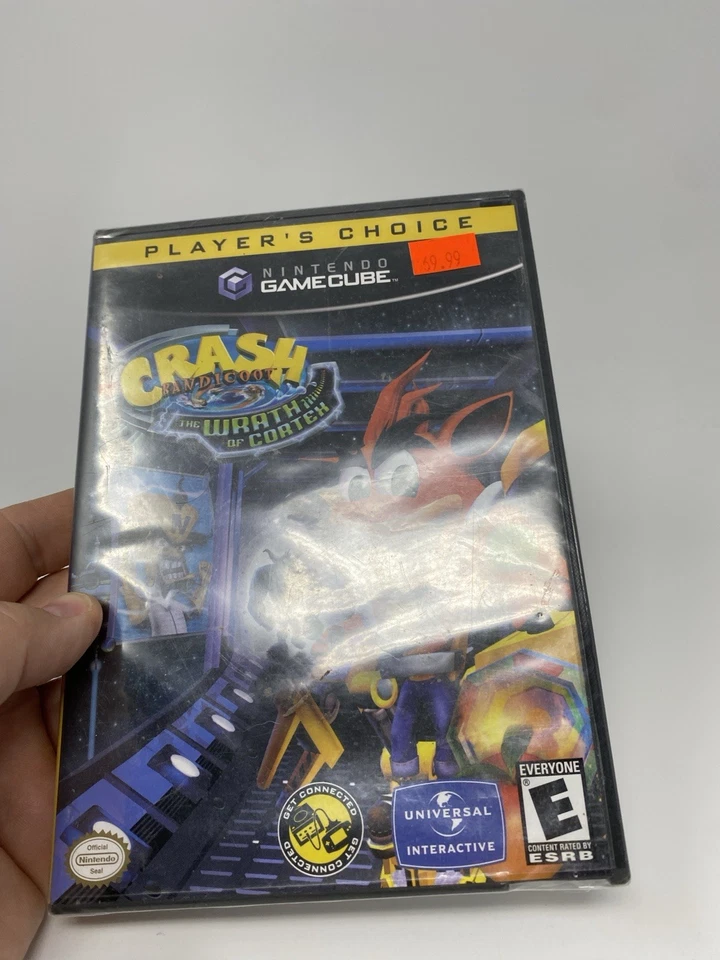 PLAYER'S CHOICE
69.99
NINTENDO
GAMECUBE™
CRASH
BANDICOOT
THE WRATH
OF CORTEX
GET CONNECTED
GET CONNECTED
UNIVERSAL
INTERACTIVE
EVERYONE
E
®
CONTENT RATED BY
ESRB
Official
Nintendo
Seal